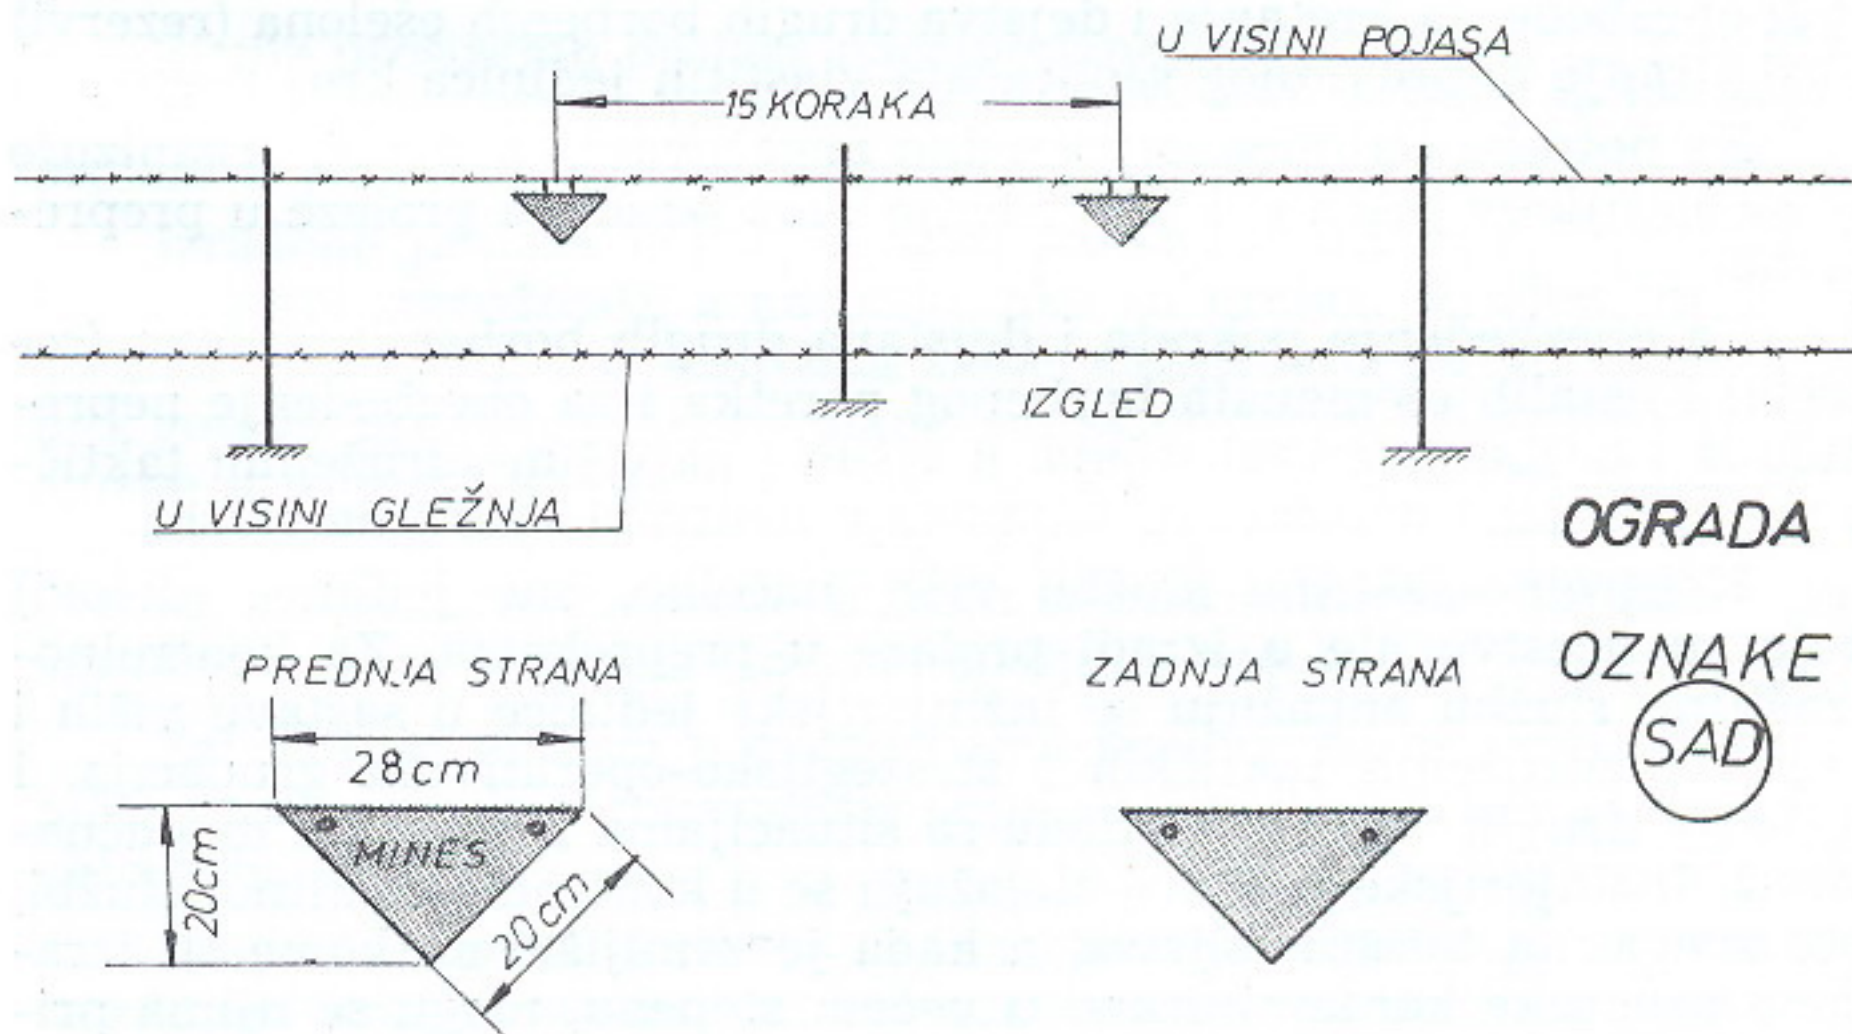 U VISINI POJASA
15 KORAKA
IZGLED
U VISINI GLEŽNJA
OGRADA
OZNAKE
SAD
PREDNJA STRANA
28cm
MINES
20cm
20cm
ZADNJA STRANA